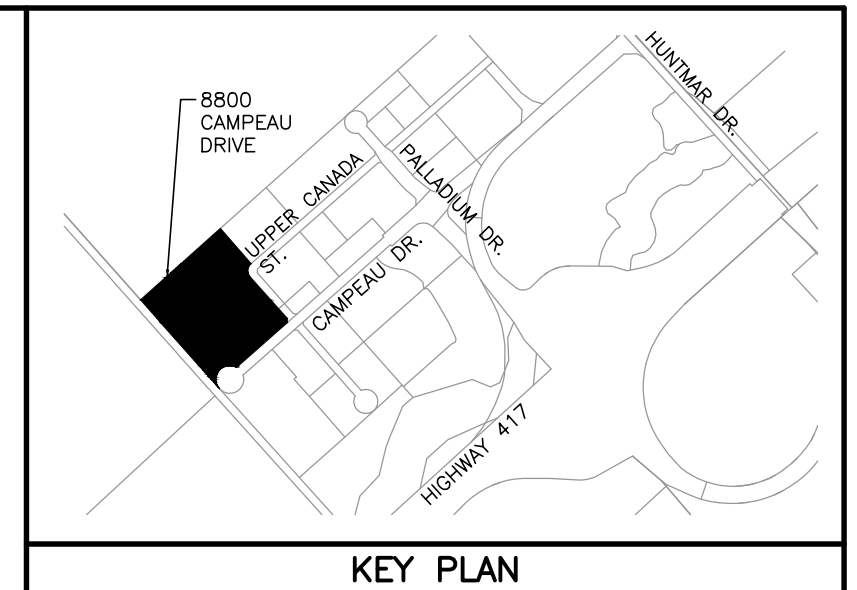 8800
CAMPEAU
DRIVE
HUNTMAR DR.
UPPER CANADA
ST.
PALLADIUM DR.
CAMPEAU DR.
HIGHWAY 417
KEY PLAN